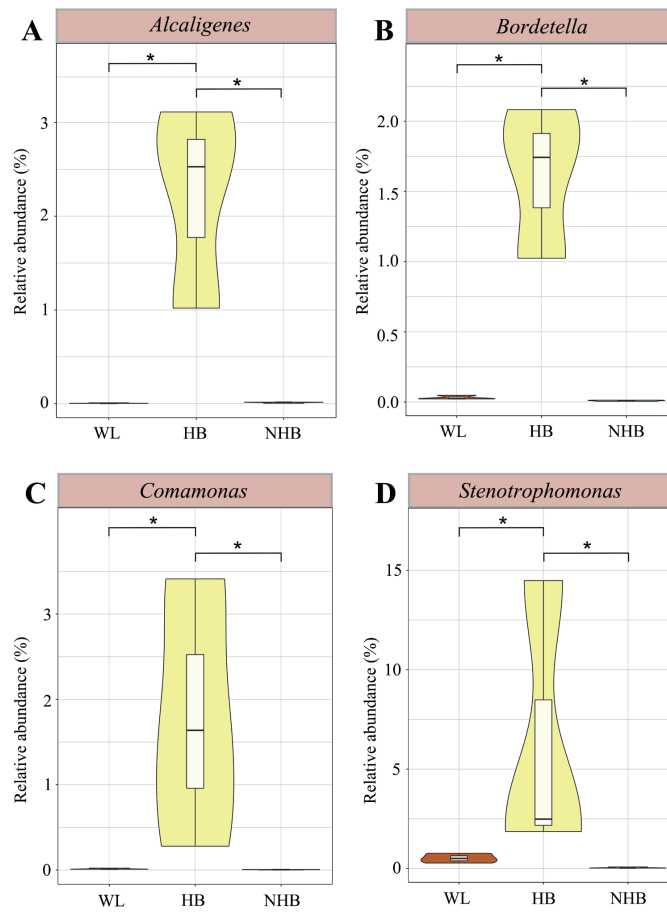 A
Alcaligenes
*
*
3
2
1
0
Relative abundance (%)
WL
HB
NHB
B
Bordetella
*
*
2.0
1.5
1.0
0.5
0.0
Relative abundance (%)
WL
HB
NHB
C
Comamonas
*
*
3
2
1
0
Relative abundance (%)
WL
HB
NHB
D
Stenotrophomonas
*
*
15
10
5
0
Relative abundance (%)
WL
HB
NHB